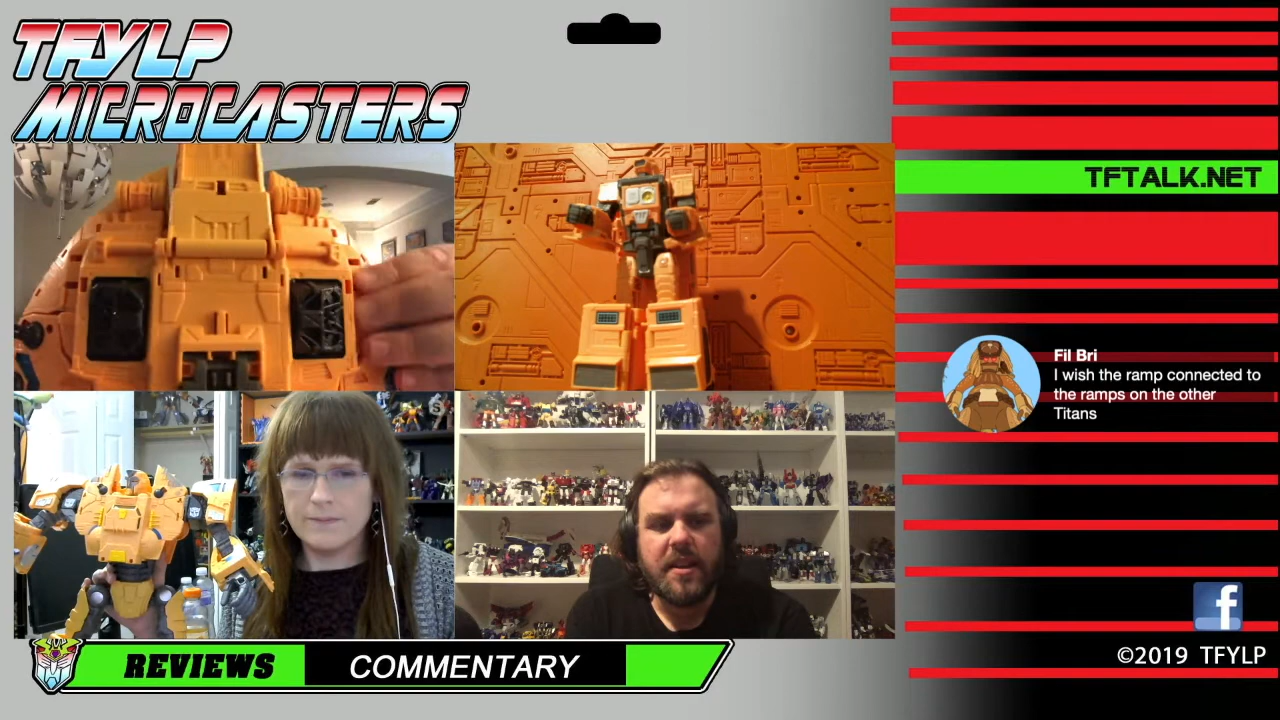 TFYLP
MICROCASTERS
TFTALK.NET
Fil Bri
I wish the ramp connected to
the ramps on the other
Titans
f
REVIEWS
COMMENTARY
©2019 TFYLP